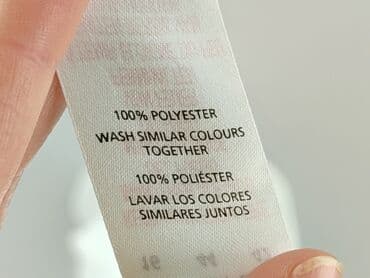 100% POLYESTER
WASH SIMILAR COLOURS
TOGETHER
100% POLIÉSTER
LAVAR LOS COLORES
SIMILARES JUNTOS